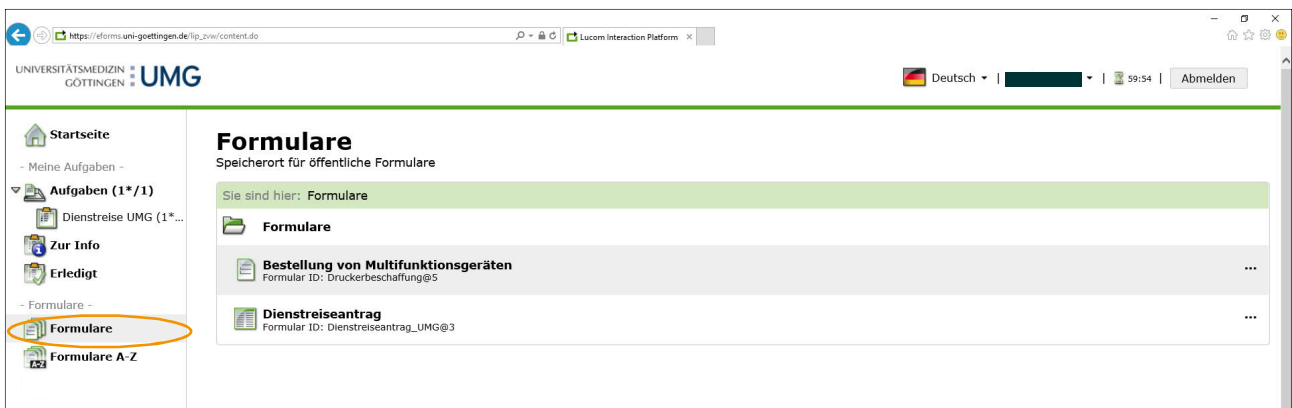 https://eforms.uni-goettingen.de/lip_zvw/content.do
Lucom Interaction Platform
UNIVERSITÄTSMEDIZIN
GÖTTINGEN
UMG
Deutsch
59:54
Abmelden
Startseite
- Meine Aufgaben -
Aufgaben (1*/1)
Dienstreise UMG (1*...
Zur Info
Erledigt
- Formulare -
Formulare
A-Z
Formulare A-Z
Formulare
Speicherort für öffentliche Formulare
Sie sind hier: Formulare
Formulare
Bestellung von Multifunktionsgeräten
Formular ID: Druckerbeschaffung@5
...
Dienstreiseantrag
Formular ID: Dienstreiseantrag_UMG@3
...